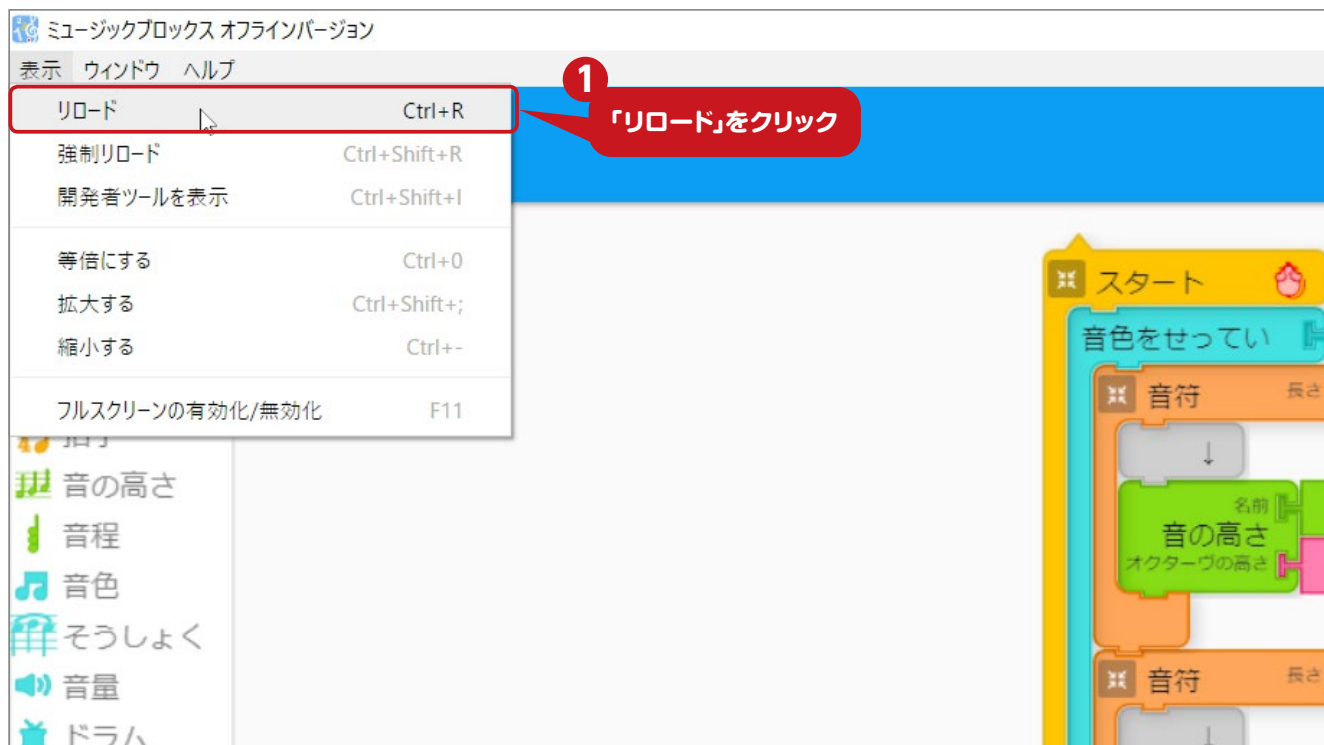 ミュージックブロックス オフラインバージョン
表示 ウィンドウ ヘルプ
1
「リロード」をクリック
リロード Ctrl+R
強制リロード Ctrl+Shift+R
開発者ツールを表示 Ctrl+Shift+I
等倍にする Ctrl+0
拡大する Ctrl+Shift+;
縮小する Ctrl+-
フルスクリーンの有効化/無効化 F11
拍子
音の高さ
音程
音色
そうしょく
音量
ドラム
スタート
音色をせってい
音符 長さ
↓
名前
音の高さ
オクターヴの高さ
音符 長さ
↓